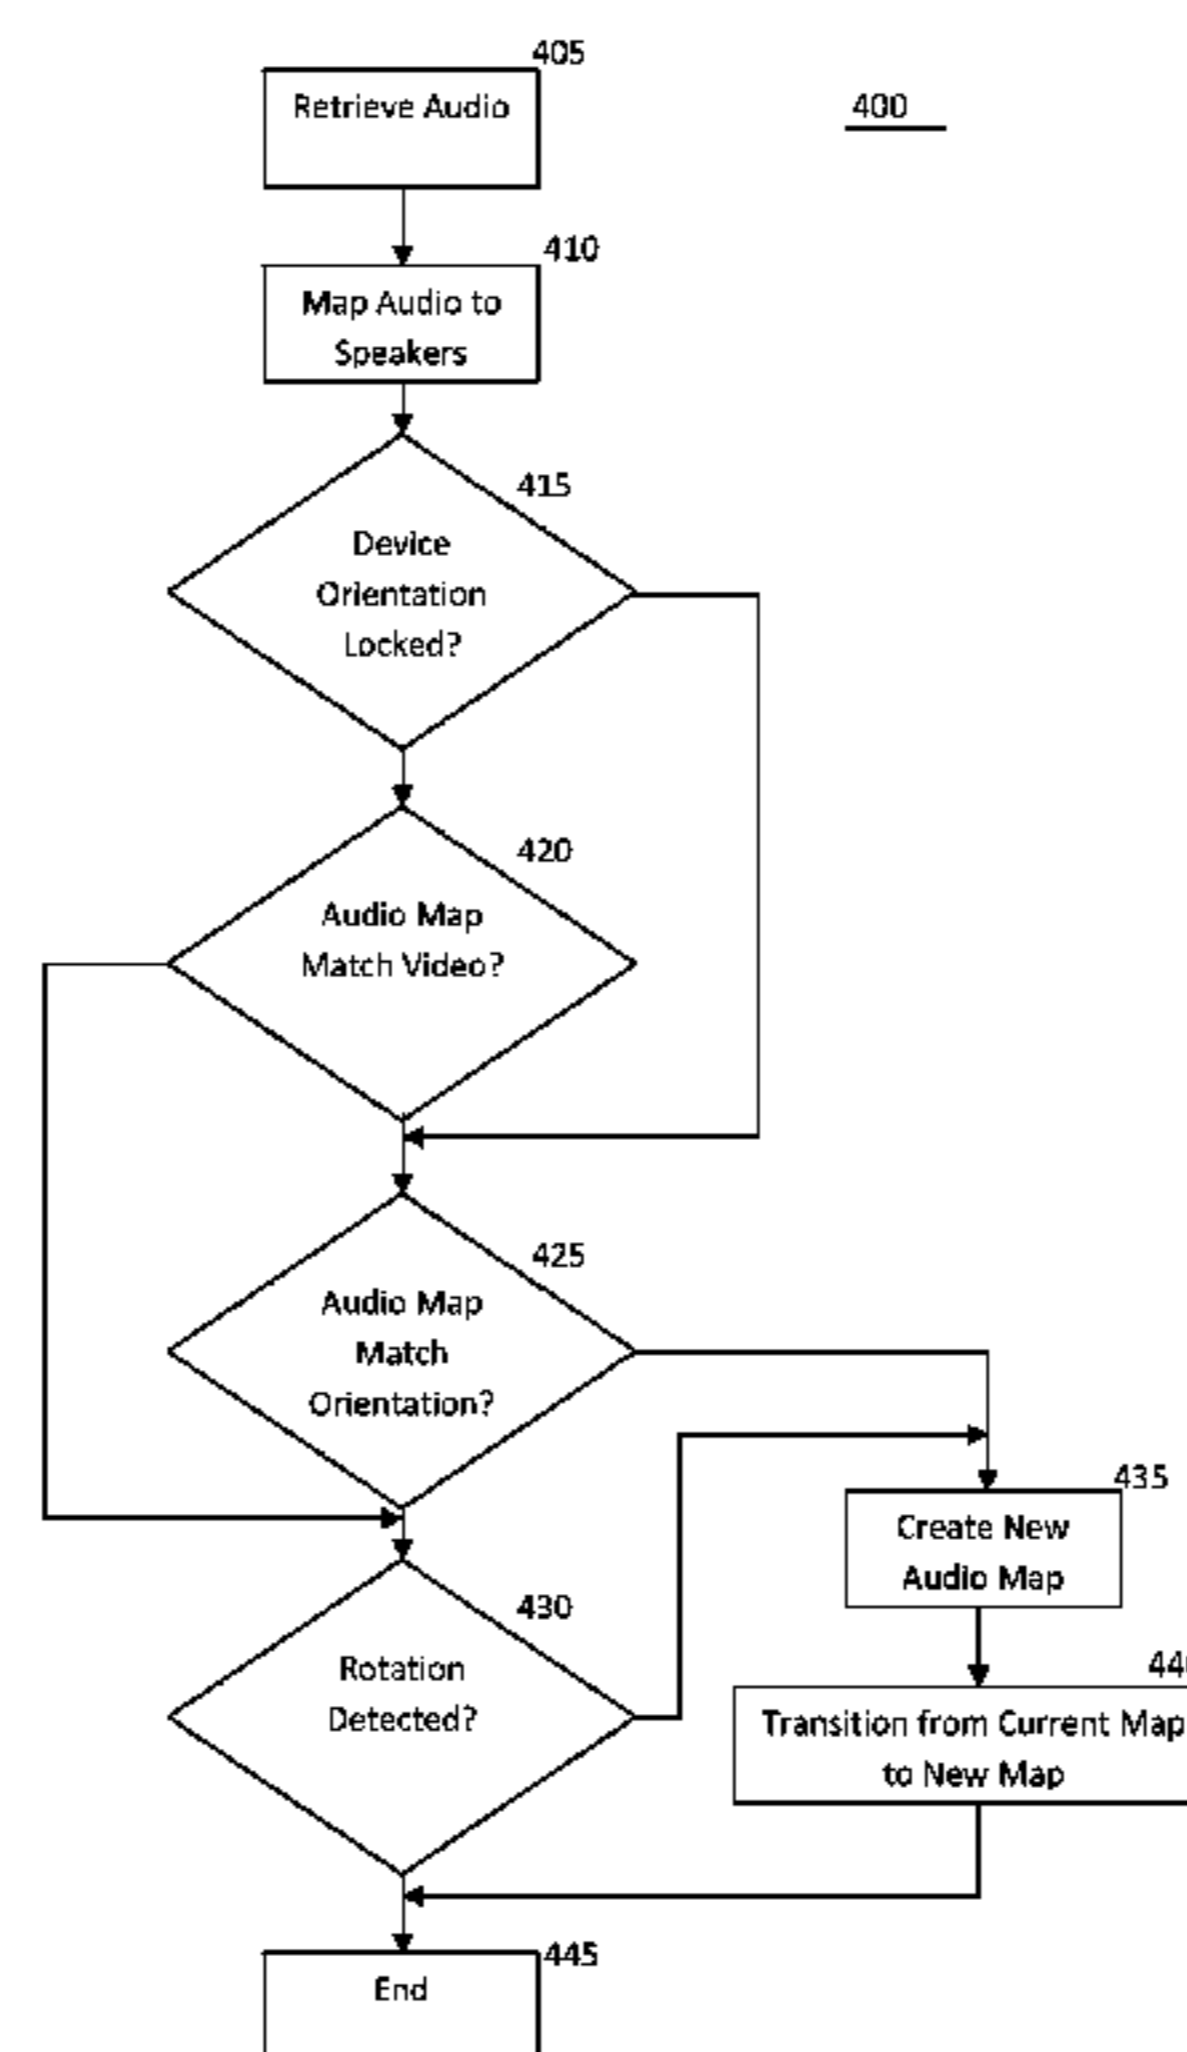 405
Retrieve Audio
400
410
Map Audio to
Speakers
415
Device
Orientation
Locked?
420
Audio Map
Match Video?
425
Audio Map
Match
Orientation?
435
Create New
Audio Map
430
Rotation
Detected?
Transition from Current Map
to New Map
445
End